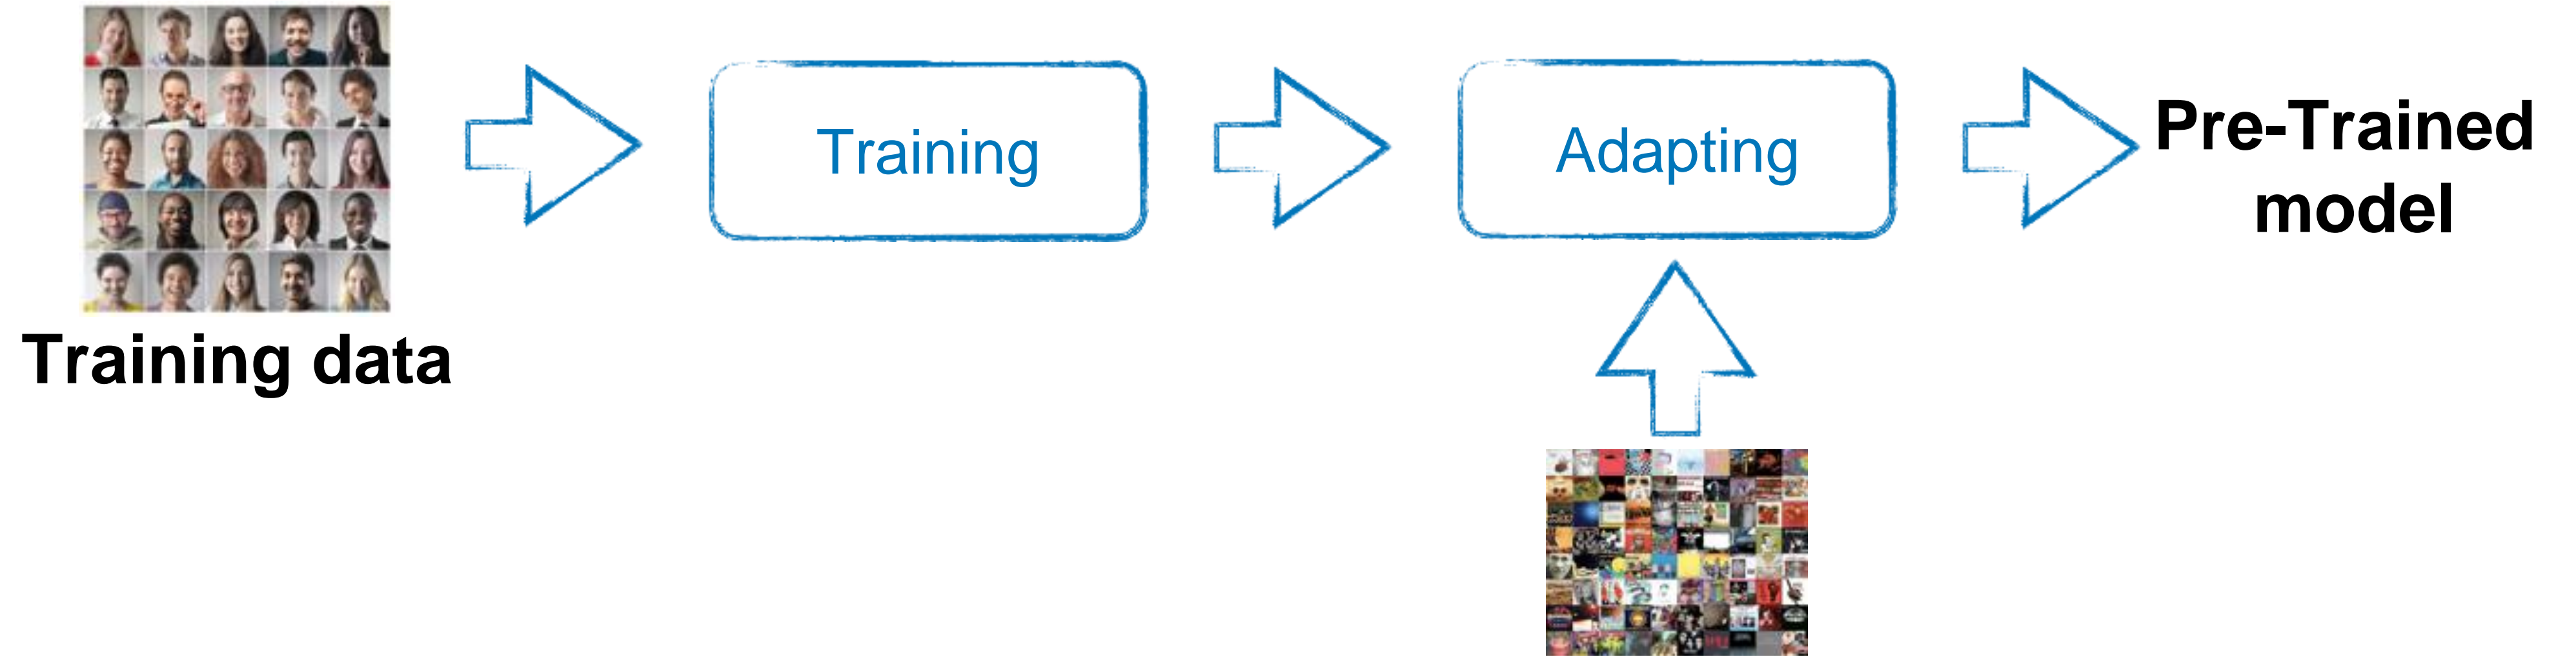 Training data
Training
Adapting
Pre-Trained
model